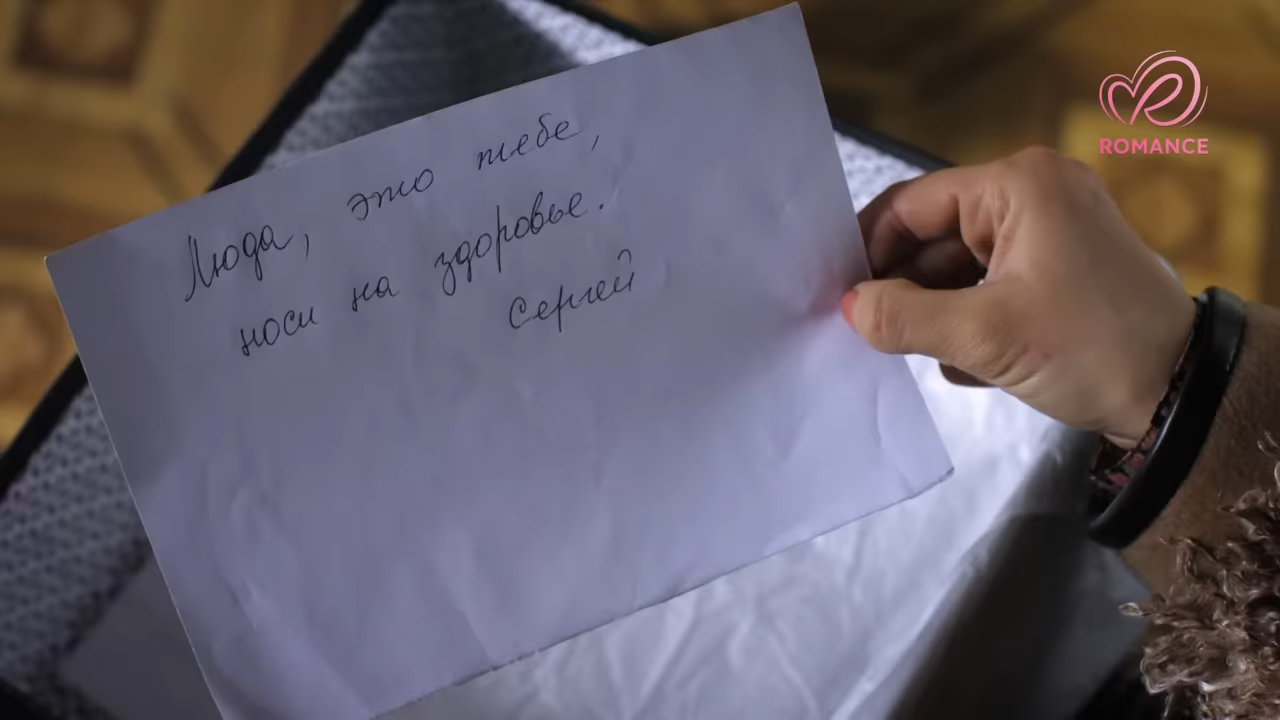 Люда, это тебе,
носи на здоровье.
Сергей
ROMANCE